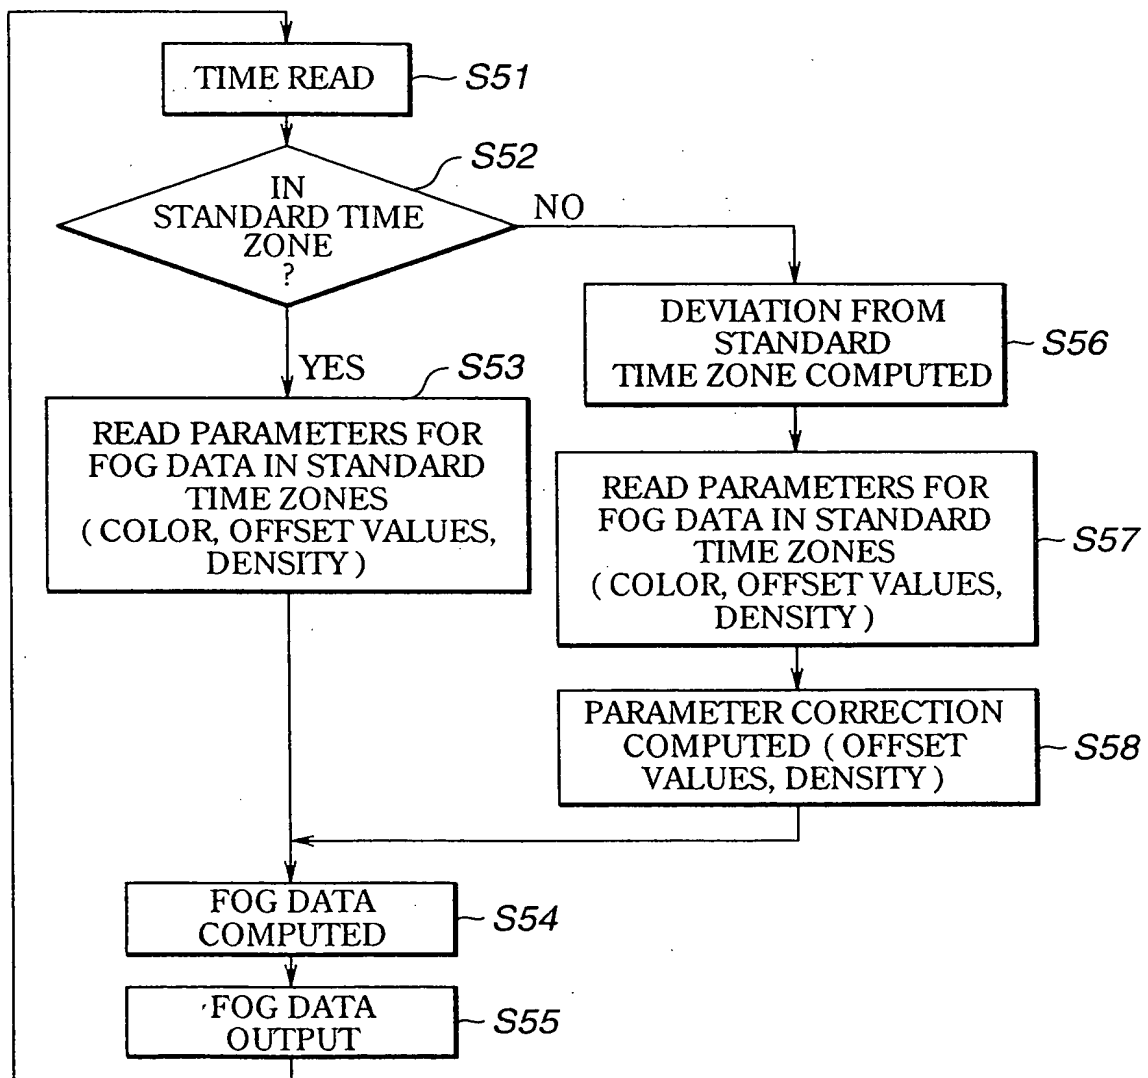 TIME READ
S51
S52
IN
STANDARD TIME
ZONE
?
NO
YES
S53
READ PARAMETERS FOR
FOG DATA IN STANDARD
TIME ZONES
( COLOR, OFFSET VALUES,
DENSITY )
DEVIATION FROM
STANDARD
TIME ZONE COMPUTED
S56
READ PARAMETERS FOR
FOG DATA IN STANDARD
TIME ZONES
( COLOR, OFFSET VALUES,
DENSITY )
S57
PARAMETER CORRECTION
COMPUTED ( OFFSET
VALUES, DENSITY )
S58
FOG DATA
COMPUTED
S54
FOG DATA
OUTPUT
S55